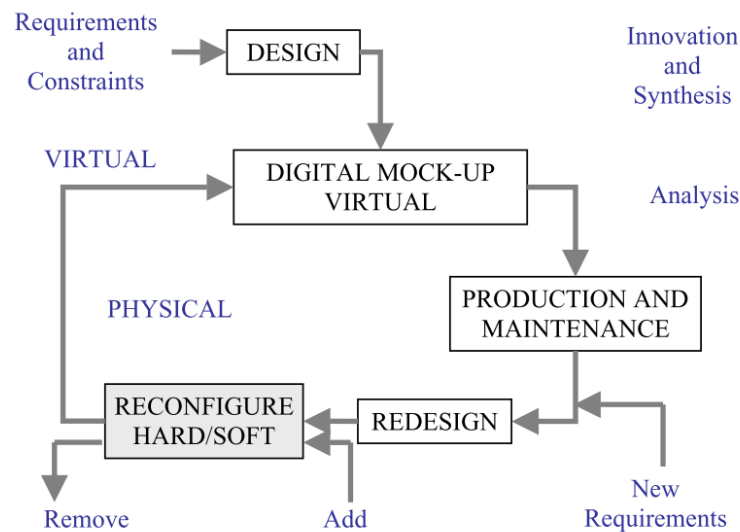 Requirements
and
Constraints
DESIGN
Innovation
and
Synthesis
VIRTUAL
DIGITAL MOCK-UP
VIRTUAL
Analysis
PHYSICAL
PRODUCTION AND
MAINTENANCE
RECONFIGURE
HARD/SOFT
REDESIGN
Remove
Add
New
Requirements